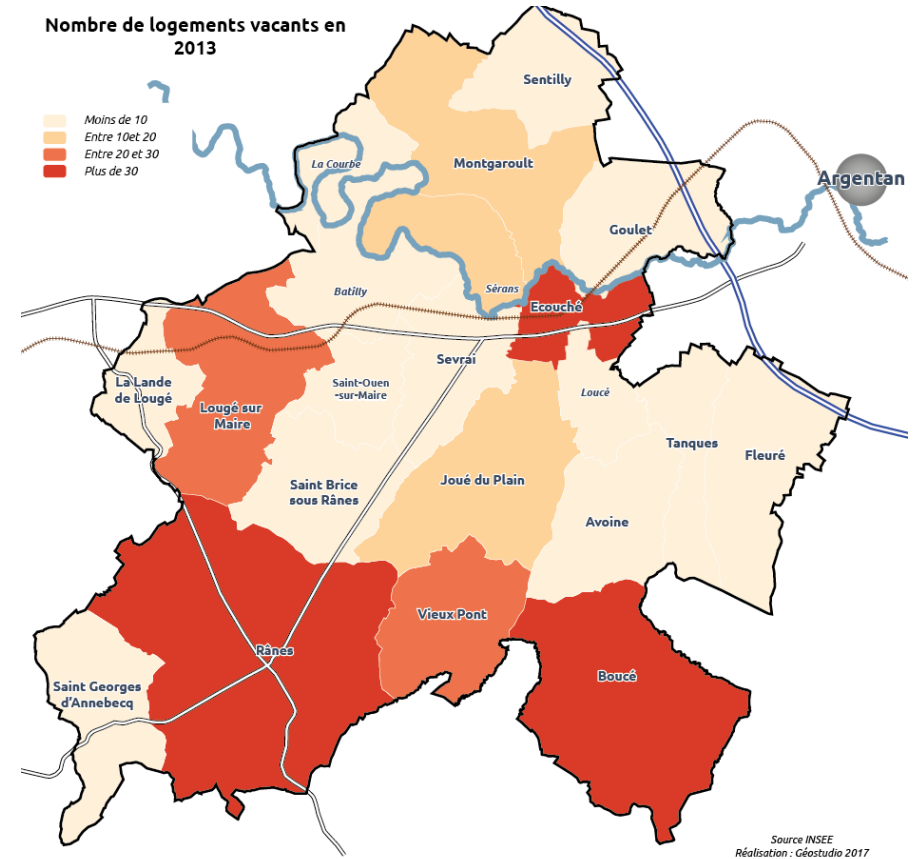 Nombre de logements vacants en
2013
Moins de 10
Entre 10et 20
Entre 20 et 30
Plus de 30
Sentilly
La Courbe
Montgaroult
Argentan
Goulet
Batilly
Sérans
Ecouché
Sevrai
La Lande
de Lougé
Saint-Ouen
-sur-Maire
Loucé
Lougé sur
Maire
Tanques
Fleuré
Saint Brice
sous Rânes
Joué du Plain
Avoine
Vieux Pont
Rânes
Boucé
Saint Georges
d'Annebecq
Source INSEE
Réalisation : Géostudio 2017